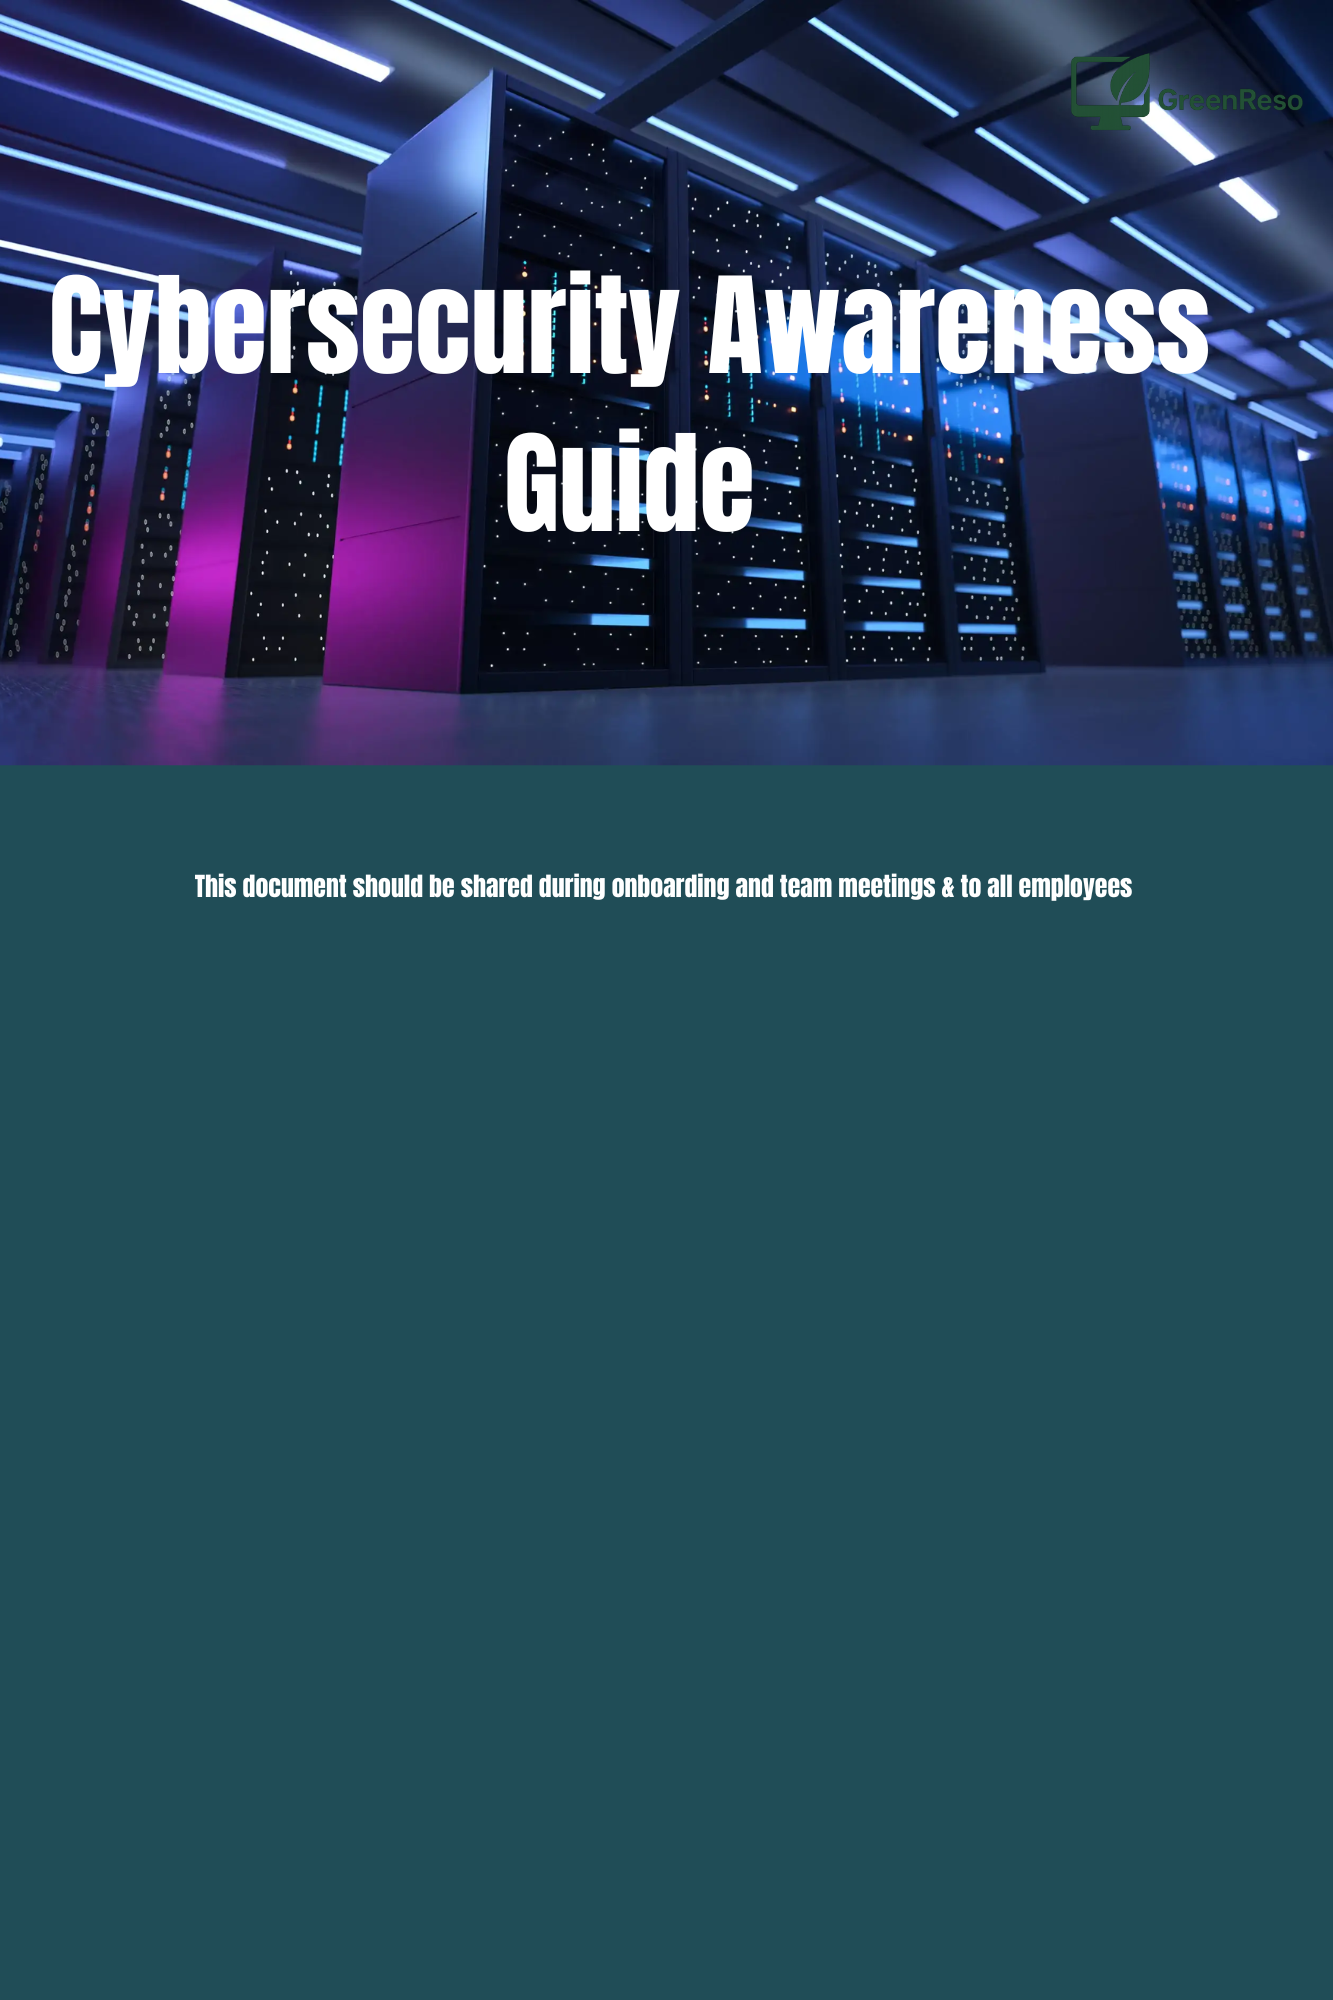 GreenReso
Cybersecurity Awareness
Guide
This document should be shared during onboarding and team meetings & to all employees